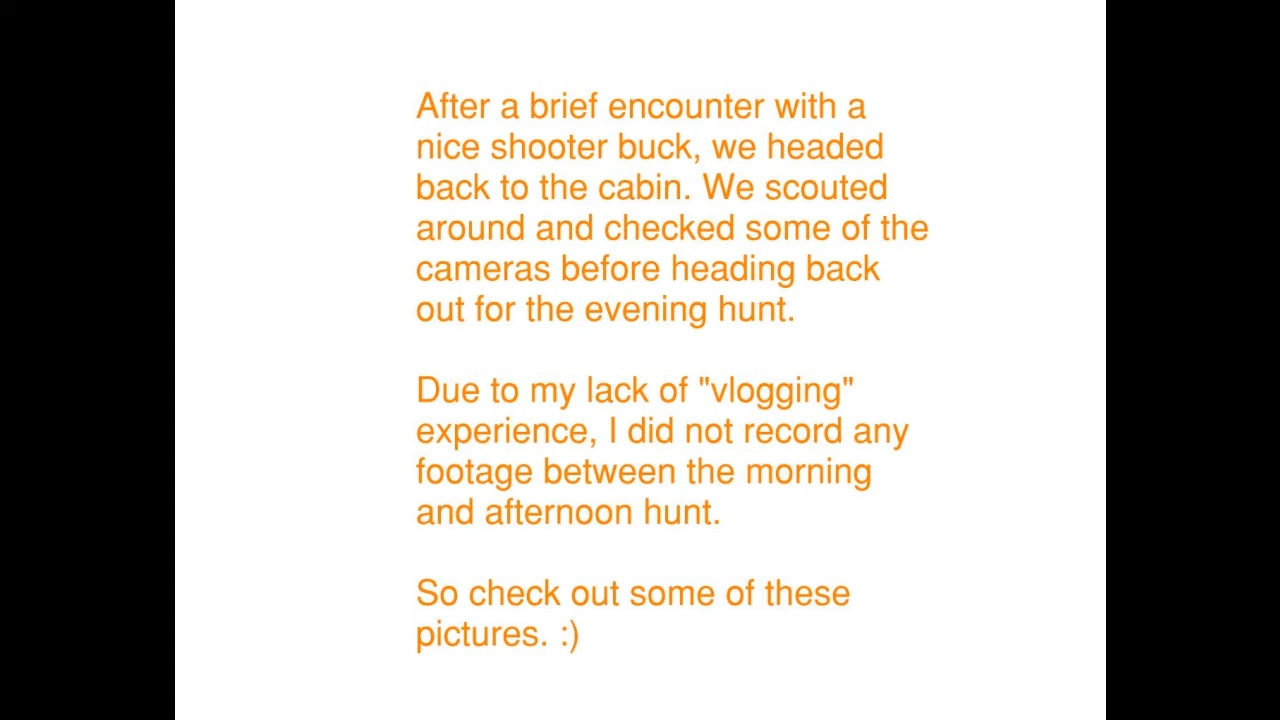 After a brief encounter with a
nice shooter buck, we headed
back to the cabin. We scouted
around and checked some of the
cameras before heading back
out for the evening hunt.
Due to my lack of "vlogging"
experience, I did not record any
footage between the morning
and afternoon hunt.
So check out some of these
pictures. :)